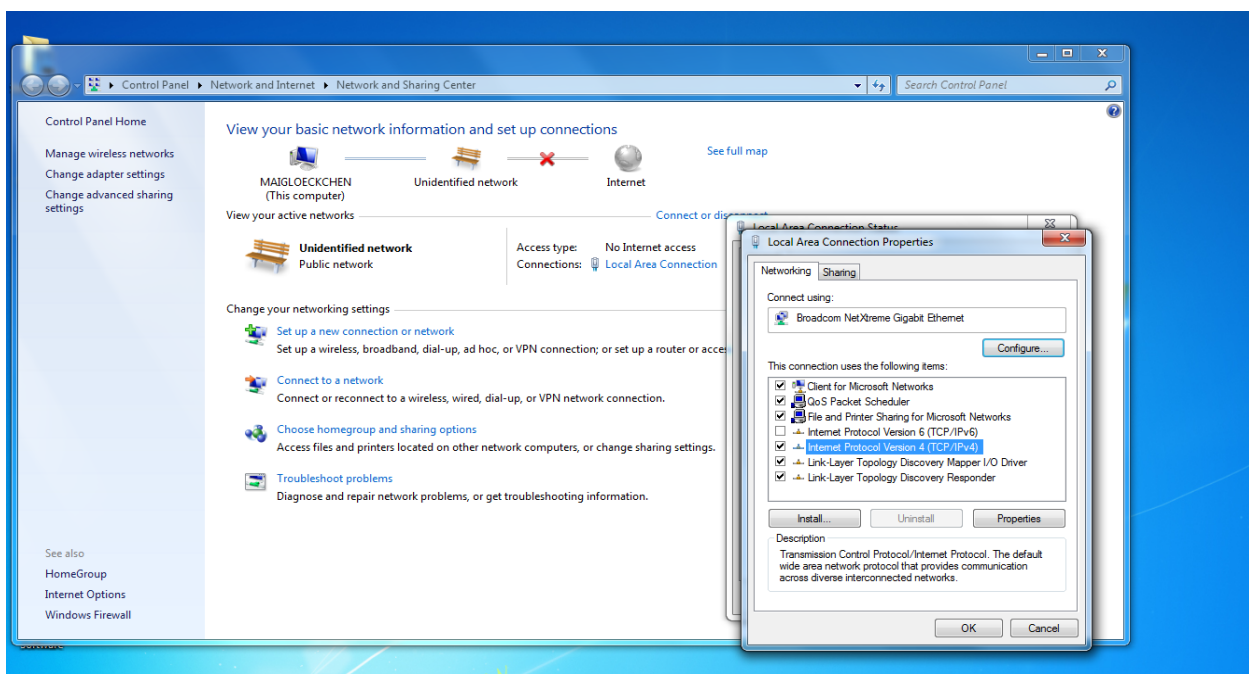 Control Panel Network and Internet Network and Sharing Center
Search Control Panel
Control Panel Home
Manage wireless networks
Change adapter settings
Change advanced sharing
settings
See also
HomeGroup
Internet Options
Windows Firewall
View your basic network information and set up connections
See full map
MAIGLOECKCHEN
(This computer)
Unidentified network
Internet
View your active networks
Connect or disconnect
Unidentified network
Public network
Access type: No Internet access
Connections: Local Area Connection
Change your networking settings
Set up a new connection or network
Set up a wireless, broadband, dial-up, ad hoc, or VPN connection; or set up a router or acce
Connect to a network
Connect or reconnect to a wireless, wired, dial-up, or VPN network connection.
Choose homegroup and sharing options
Access files and printers located on other network computers, or change sharing settings.
Troubleshoot problems
Diagnose and repair network problems, or get troubleshooting information.
Local Area Connection Status
Local Area Connection Properties
Networking Sharing
Connect using:
Broadcom NetXtreme Gigabit Ethernet
Configure...
This connection uses the following items:
Client for Microsoft Networks
QoS Packet Scheduler
File and Printer Sharing for Microsoft Networks
Internet Protocol Version 6 (TCP/IPv6)
Internet Protocol Version 4 (TCP/IPv4)
Link-Layer Topology Discovery Mapper I/O Driver
Link-Layer Topology Discovery Responder
Install... Uninstall Properties
Description
Transmission Control Protocol/Internet Protocol. The default
wide area network protocol that provides communication
across diverse interconnected networks.
OK Cancel